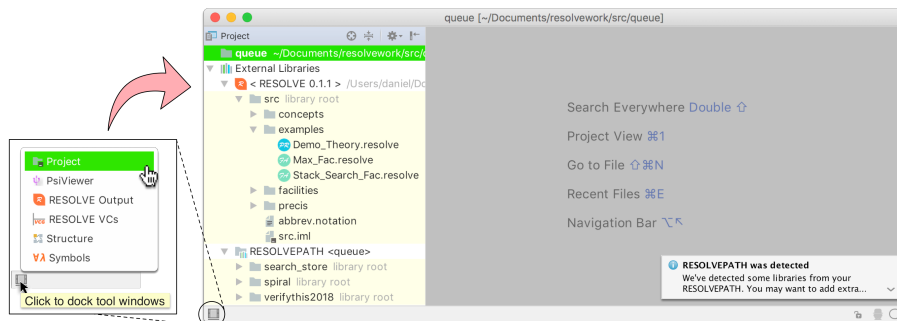 queue [~/Documents/resolvework/src/queue]
Project
queue ~/Documents/resolvework/src/
External Libraries
< RESOLVE 0.1.1 > /Users/daniel/Do
src library root
concepts
examples
Demo_Theory.resolve
Max_Fac.resolve
Stack_Search_Fac.resolve
facilities
precis
abbrev.notation
src.iml
RESOLVEPATH <queue>
search_store library root
spiral library root
verifythis2018 library root
Search Everywhere Double ⇧
Project View ⌘1
Go to File ⇧⌘N
Recent Files ⌘E
Navigation Bar ⌥↖
RESOLVEPATH was detected
We've detected some libraries from your
RESOLVEPATH. You may want to add extra...
Project
PsiViewer
RESOLVE Output
VCG RESOLVE VCs
Structure
∀λ Symbols
Click to dock tool windows